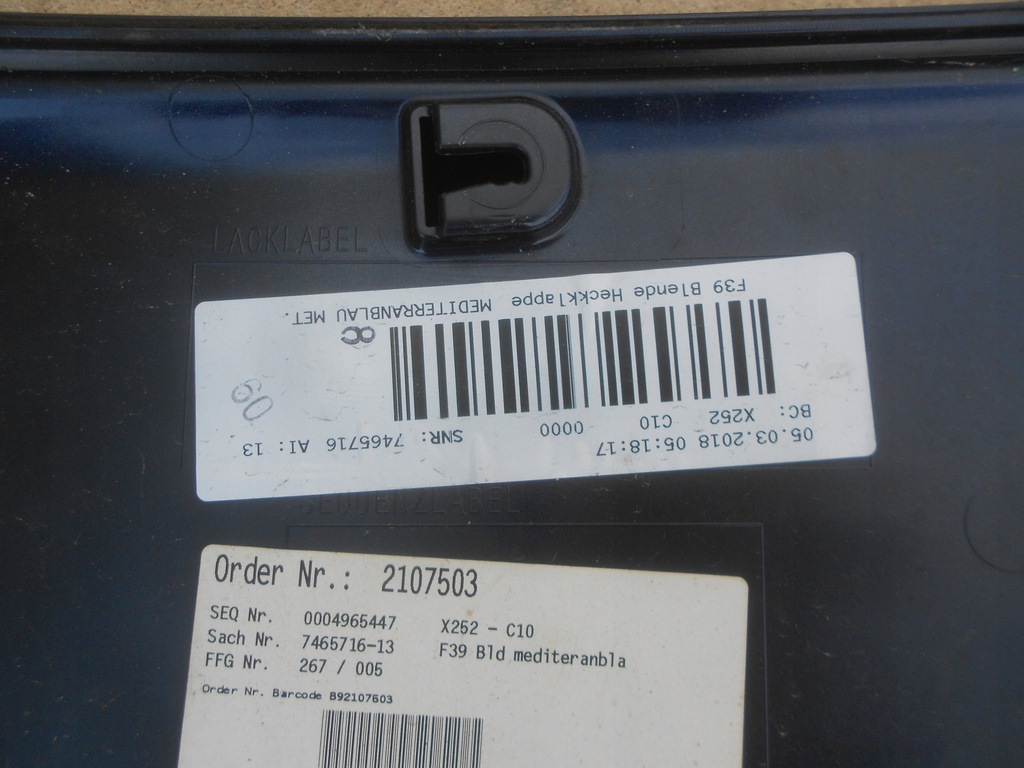 LACKLABEL
05.03.2018 05:18:17
BC: X252 C10 0000 SNR: 7465716 AI: 13
F39 Blende Heckklappe MEDITERRANBLAU MET.
60
SEQUENZLABEL
Order Nr.: 2107503
SEQ Nr. 0004965447 X252 - C10
Sach Nr. 7465716-13 F39 Bld mediteranbla
FFG Nr. 267 / 005
Order Nr. Barcode B92107503